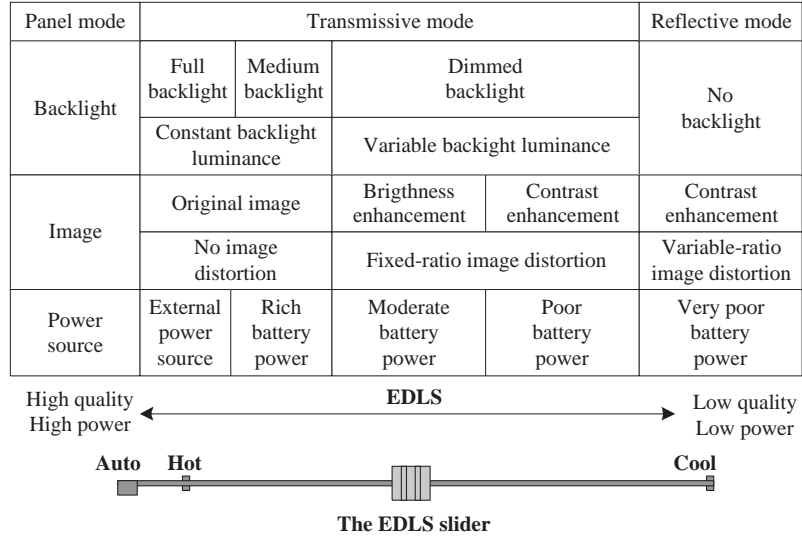 Panel mode
Transmissive mode
Reflective mode
Backlight
Full
backlight
Medium
backlight
Dimmed
backlight
No
backlight
Constant backlight
luminance
Variable backight luminance
Image
Original image
Brigthness
enhancement
Contrast
enhancement
Contrast
enhancement
No image
distortion
Fixed-ratio image distortion
Variable-ratio
image distortion
Power
source
External
power
source
Rich
battery
power
Moderate
battery
power
Poor
battery
power
Very poor
battery
power
High quality
High power
EDLS
Low quality
Low power
Auto
Hot
Cool
The EDLS slider